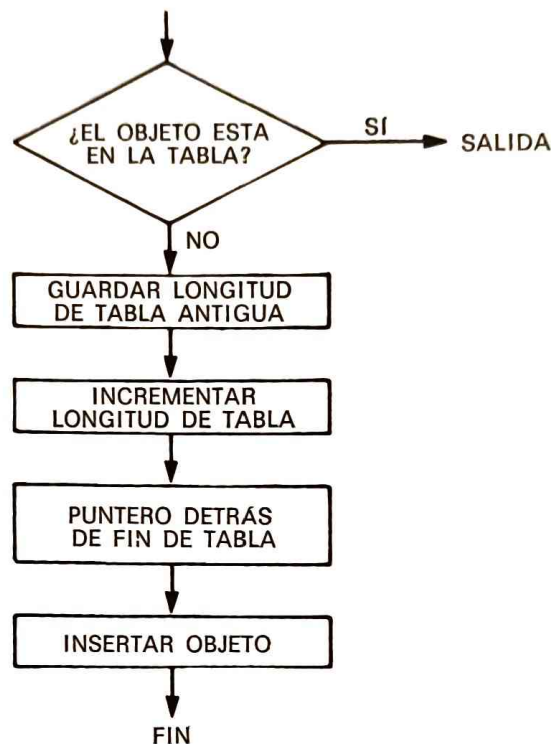 ¿EL OBJETO ESTA
EN LA TABLA?
SÍ
SALIDA
NO
GUARDAR LONGITUD
DE TABLA ANTIGUA
INCREMENTAR
LONGITUD DE TABLA
PUNTERO DETRÁS
DE FIN DE TABLA
INSERTAR OBJETO
FIN